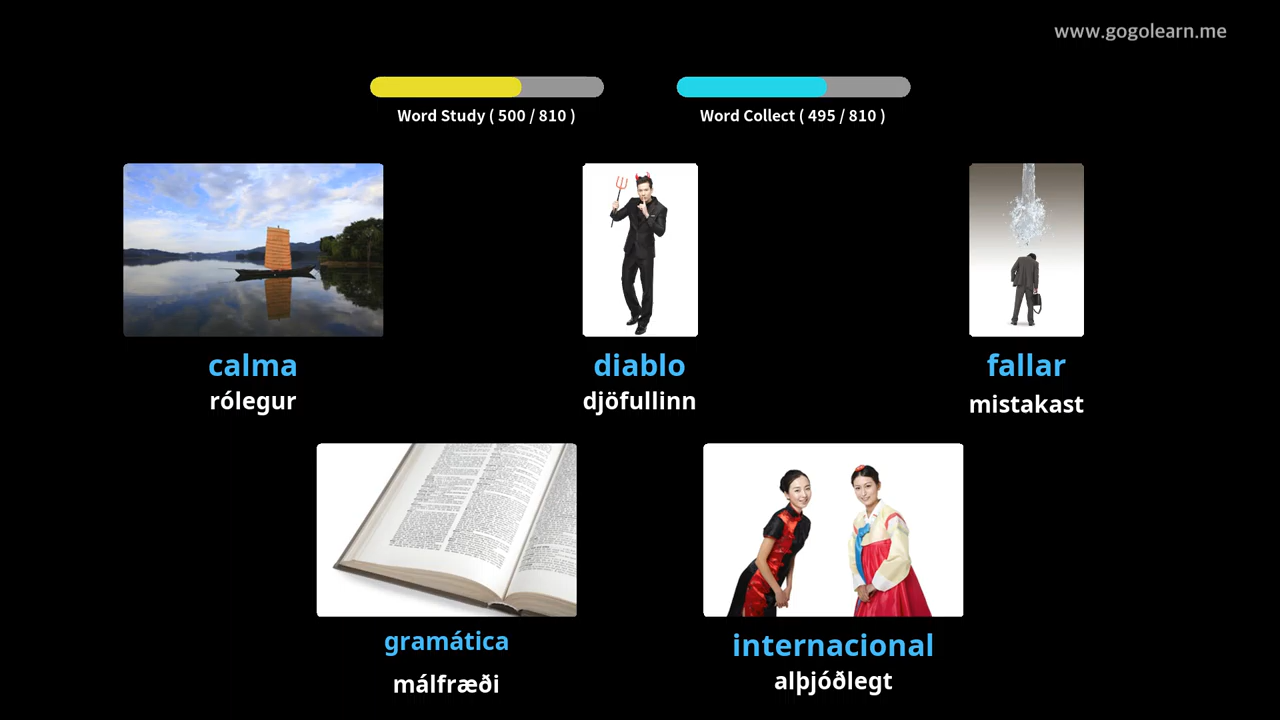 www.gogolearn.me
Word Study ( 500 / 810 )
Word Collect ( 495 / 810 )
calma
rólegur
diablo
djöfullinn
fallar
mistakast
gramática
málfræði
internacional
alþjóðlegt